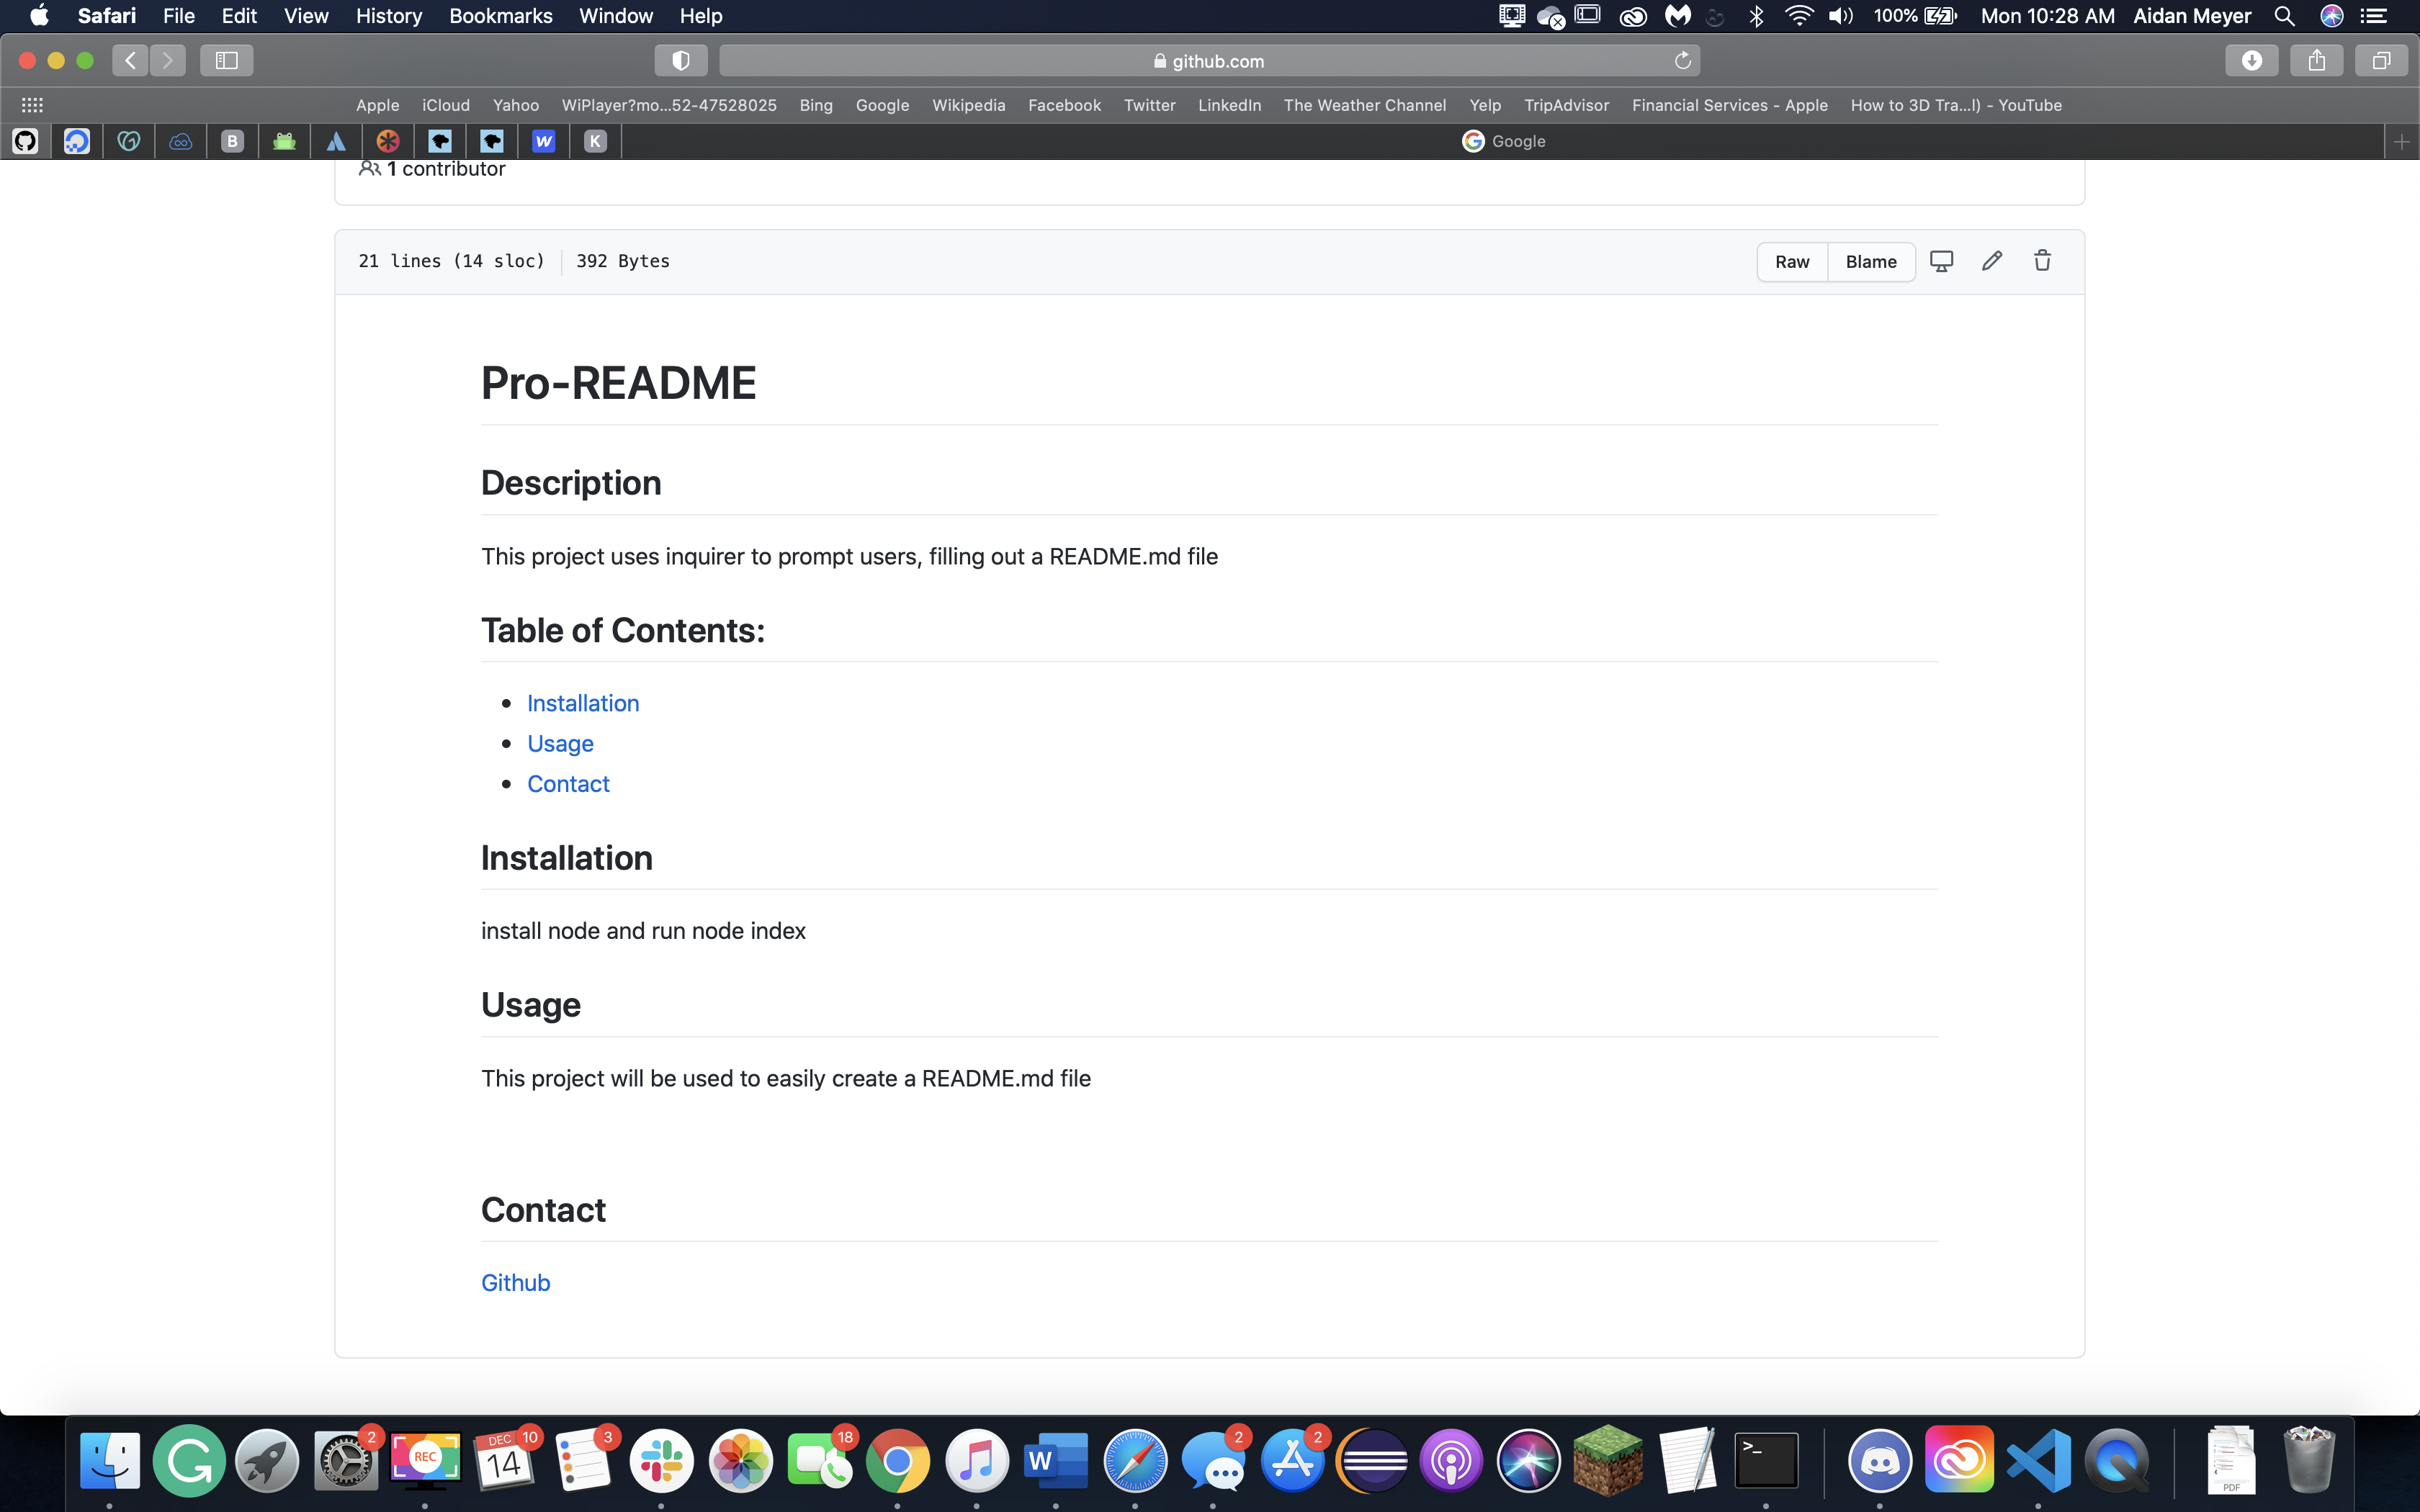 Safari File Edit View History Bookmarks Window Help 100% Mon 10:28 AM Aidan Meyer
github.com
Apple iCloud Yahoo WiPlayer?mo...52-47528025 Bing Google Wikipedia Facebook Twitter LinkedIn The Weather Channel Yelp TripAdvisor Financial Services - Apple How to 3D Tra...l) - YouTube
B W K Google
1 contributor
21 lines (14 sloc) 392 Bytes Raw Blame
Pro-README
Description
This project uses inquirer to prompt users, filling out a README.md file
Table of Contents:
Installation
Usage
Contact
Installation
install node and run node index
Usage
This project will be used to easily create a README.md file
Contact
Github
2 REC DEC 14 10 3 18 W 2 2 >_ PDF